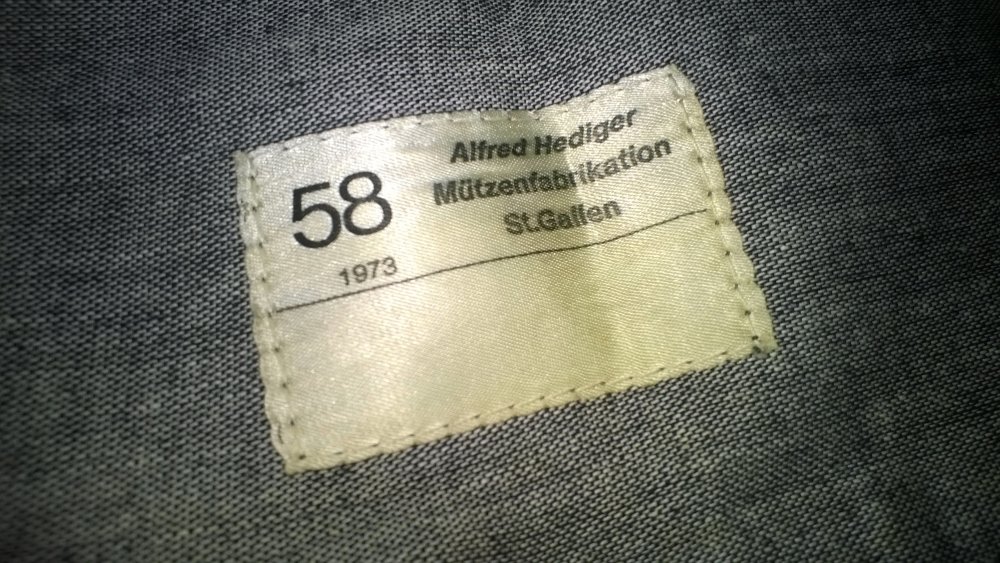 58
1973
Alfred Hediger
Mützenfabrikation
St.Gallen